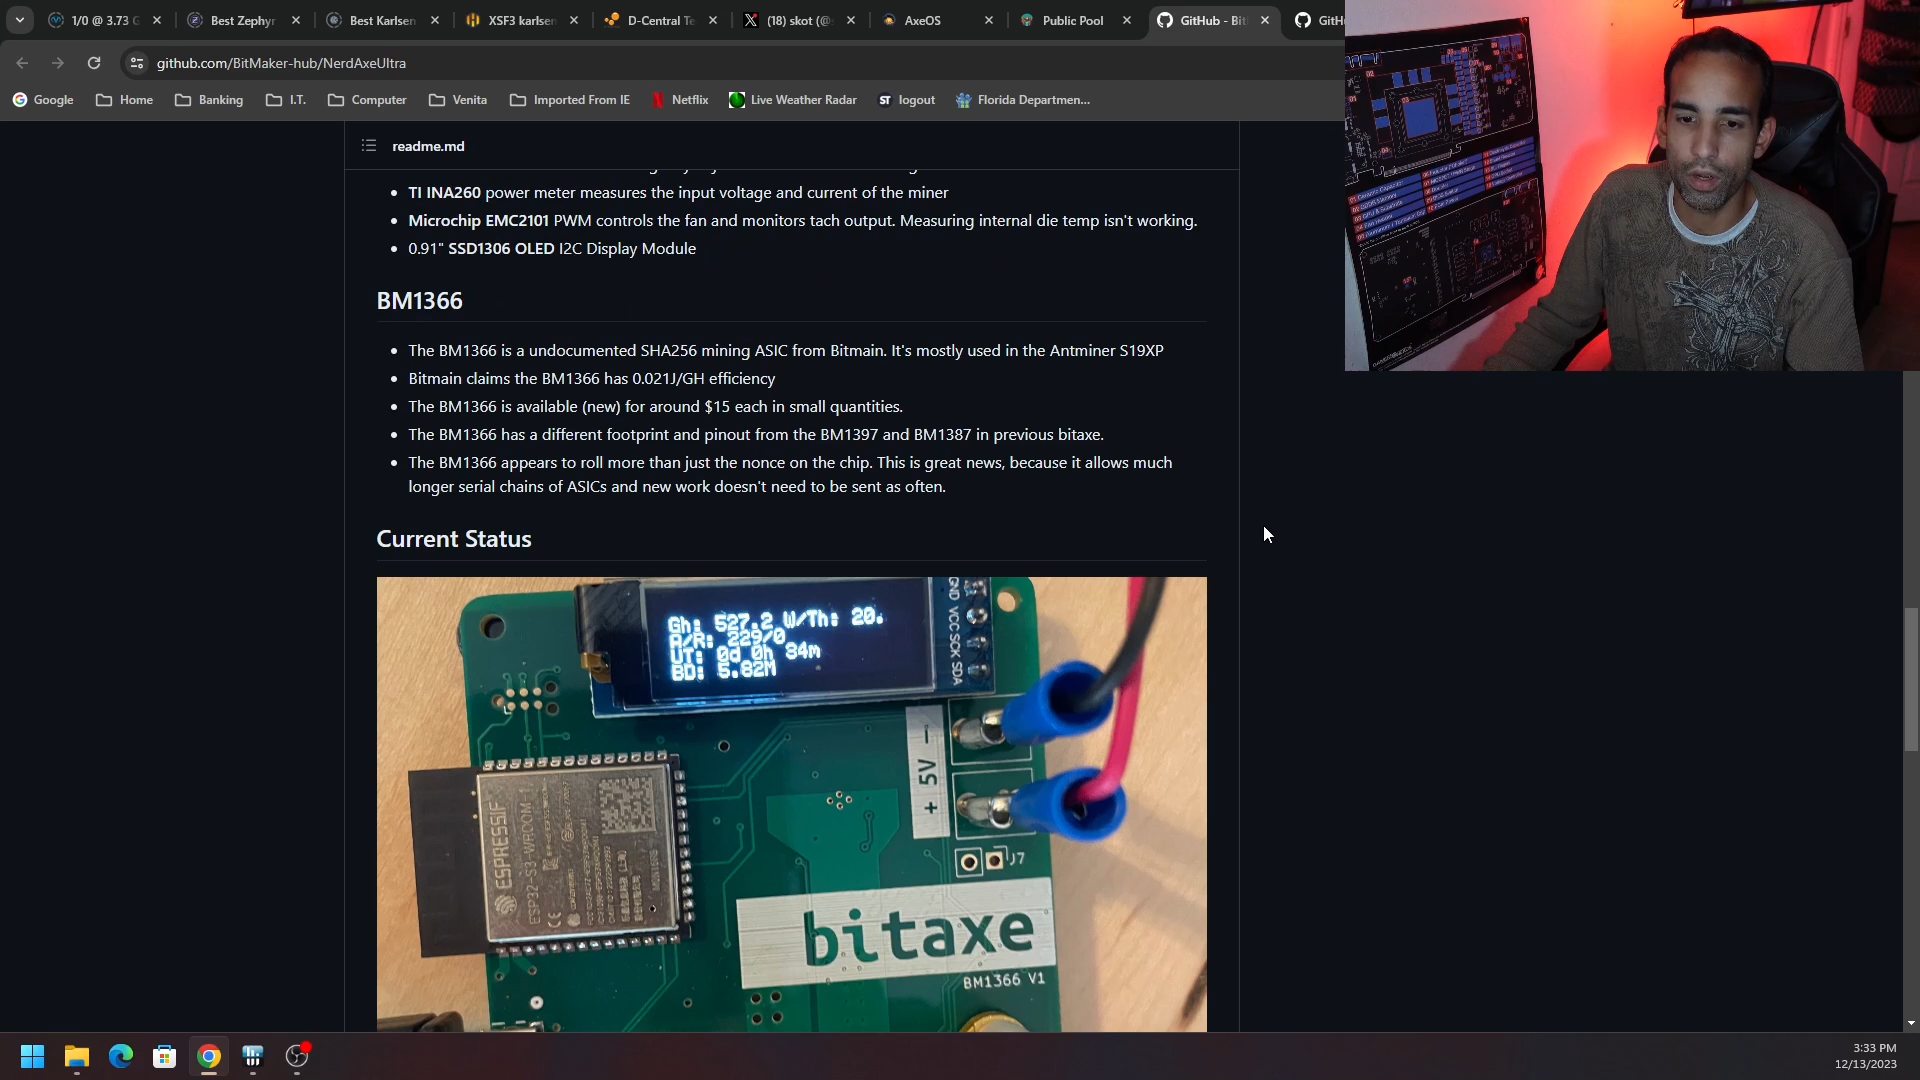 1/0 @ 3.73 G
Best Zephyr
Best Karlsen
XSF3 karlsen
D-Central Te
(18) skot (@
AxeOS
Public Pool
GitHub - Bit
GitHu
github.com/BitMaker-hub/NerdAxeUltra
Google
Home
Banking
I.T.
Computer
Venita
Imported From IE
Netflix
Live Weather Radar
ST logout
Florida Departmen...
readme.md
TI INA260 power meter measures the input voltage and current of the miner
Microchip EMC2101 PWM controls the fan and monitors tach output. Measuring internal die temp isn't working.
0.91" SSD1306 OLED I2C Display Module
BM1366
The BM1366 is a undocumented SHA256 mining ASIC from Bitmain. It's mostly used in the Antminer S19XP
Bitmain claims the BM1366 has 0.021J/GH efficiency
The BM1366 is available (new) for around $15 each in small quantities.
The BM1366 has a different footprint and pinout from the BM1397 and BM1387 in previous bitaxe.
The BM1366 appears to roll more than just the nonce on the chip. This is great news, because it allows much
longer serial chains of ASICs and new work doesn't need to be sent as often.
Current Status
Gh: 527.2 W/Th: 20.
A/R: 229/0
UT: 0d 0h 34m
BD: 5.82M
GND VCC SCK SDA
+ 5V −
ESPRESSIF
ESP32-S3-WROOM-1
J7
bitaxe
BM1366 V1
3:33 PM
12/13/2023